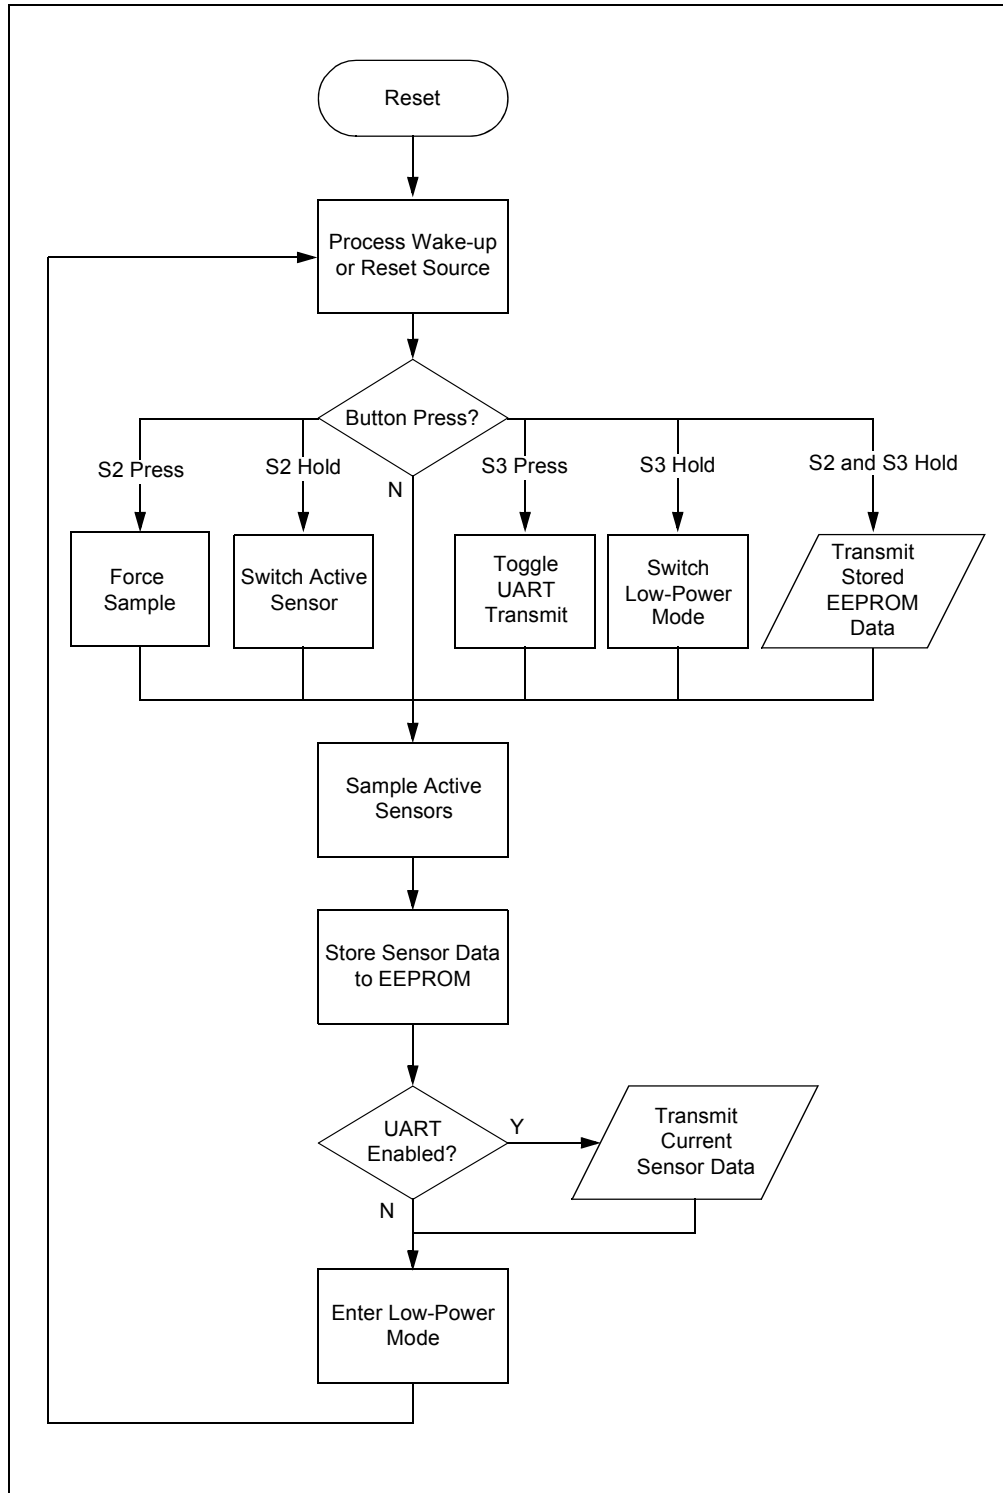 Reset
Process Wake-up
or Reset Source
Button Press?
S2 Press
S2 Hold
N
S3 Press
S3 Hold
S2 and S3 Hold
Force
Sample
Switch Active
Sensor
Toggle
UART
Transmit
Switch
Low-Power
Mode
Transmit
Stored
EEPROM
Data
Sample Active
Sensors
Store Sensor Data
to EEPROM
UART
Enabled?
Y
N
Transmit
Current
Sensor Data
Enter Low-Power
Mode